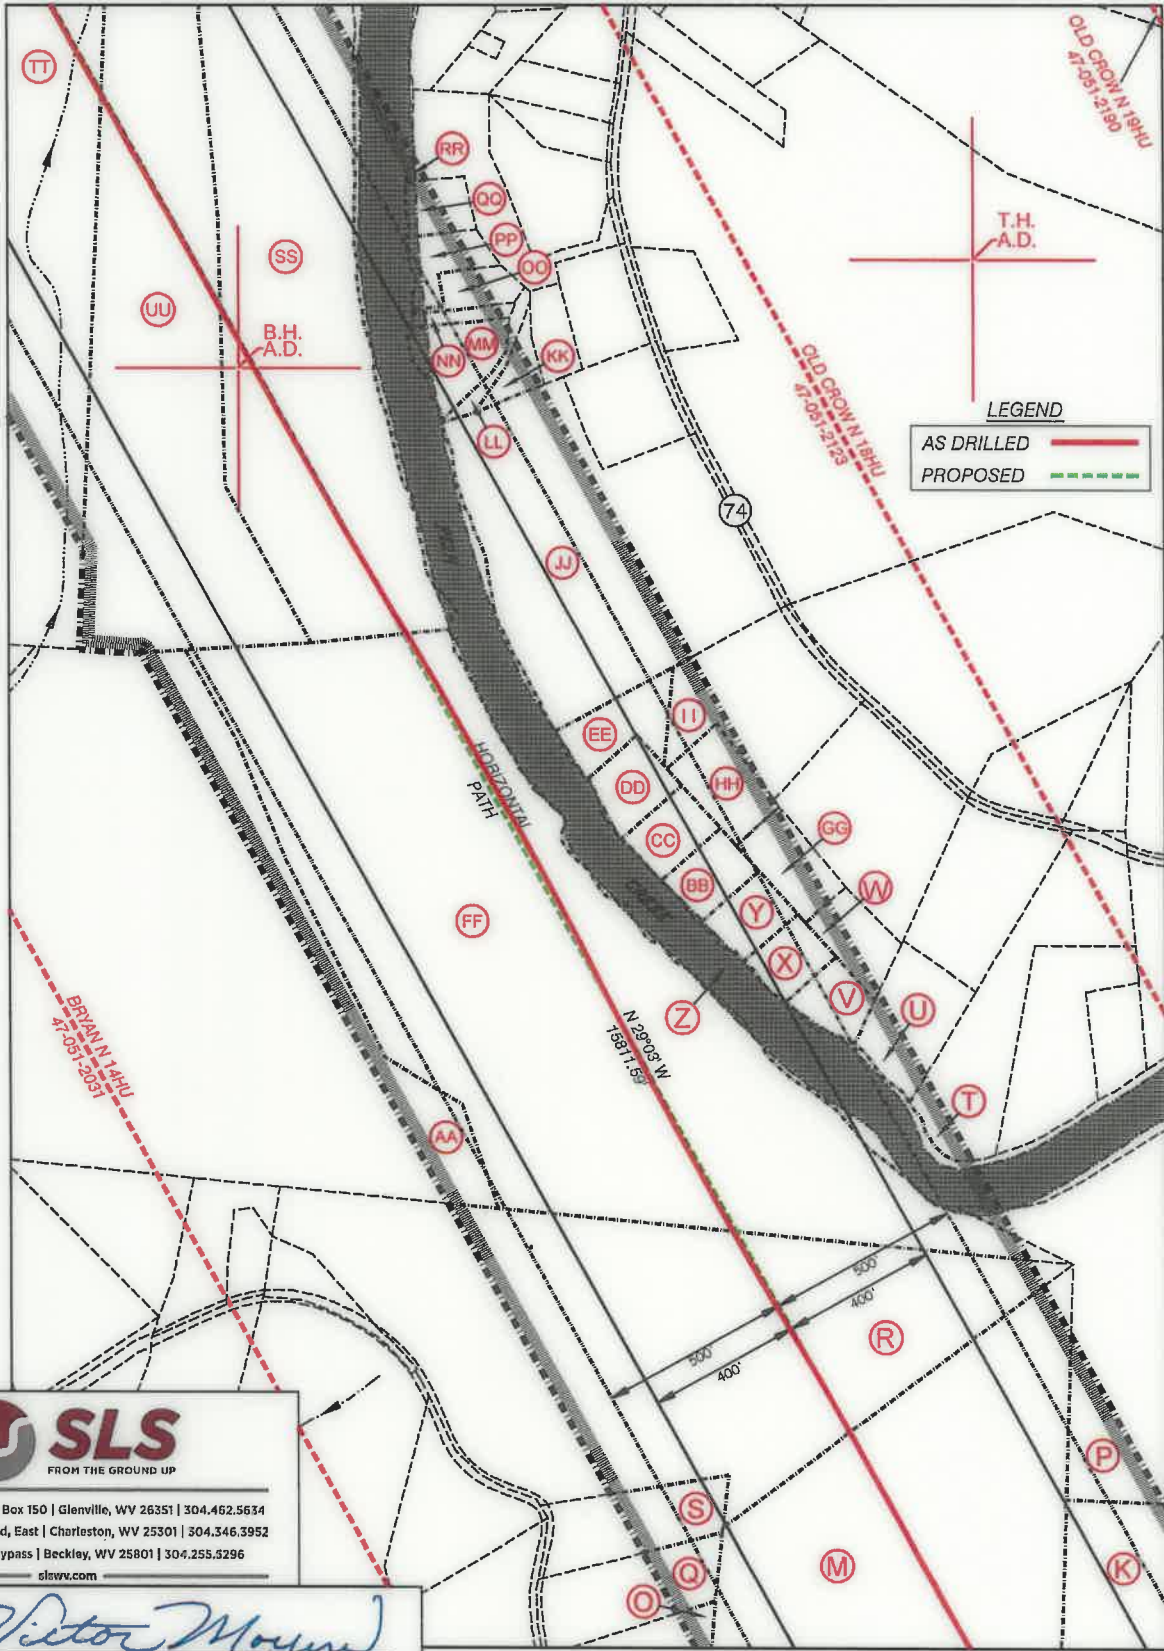 OLD CROW N 19HU
47-051-2190
TT
RR
QQ
PP
OO
T.H.
A.D.
SS
UU
B.H.
A.D.
NN
MM
KK
LL
OLD CROW N 18HU
47-051-2123
LEGEND
AS DRILLED
PROPOSED
74
JJ
II
EE
DD
HH
HORIZONTAL
PATH
CC
GG
BB
W
CREEK
Y
FF
X
V
Z
U
N 29°03' W
15811.59'
BRYAN N 14HU
47-051-2031
T
AA
500'
400'
R
500'
400'
P
S
Q
M
K
O
SLS
FROM THE GROUND UP
Box 150 | Glenville, WV 26351 | 304.462.5634
d, East | Charleston, WV 25301 | 304.346.3952
ypass | Beckley, WV 25801 | 304.255.5296
slswv.com
Victor Moyers